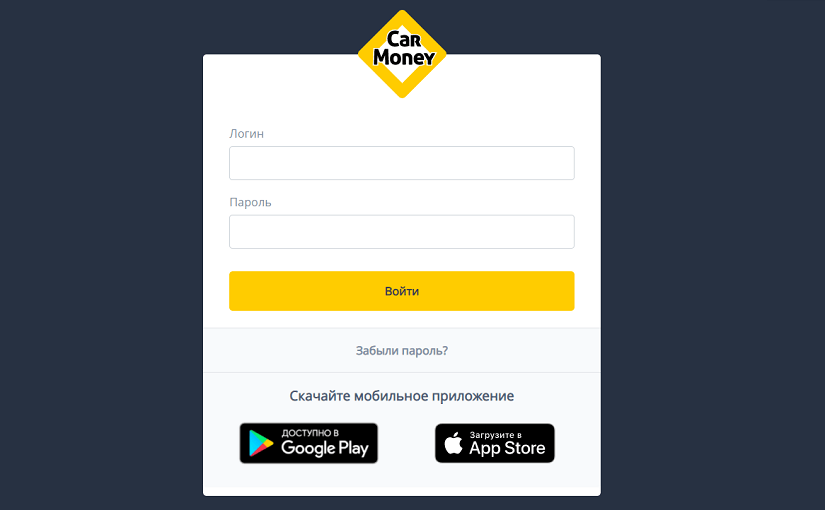 Car
Money
Логин
Пароль
Войти
Забыли пароль?
Скачайте мобильное приложение
ДОСТУПНО В
Google Play
Загрузите в
App Store